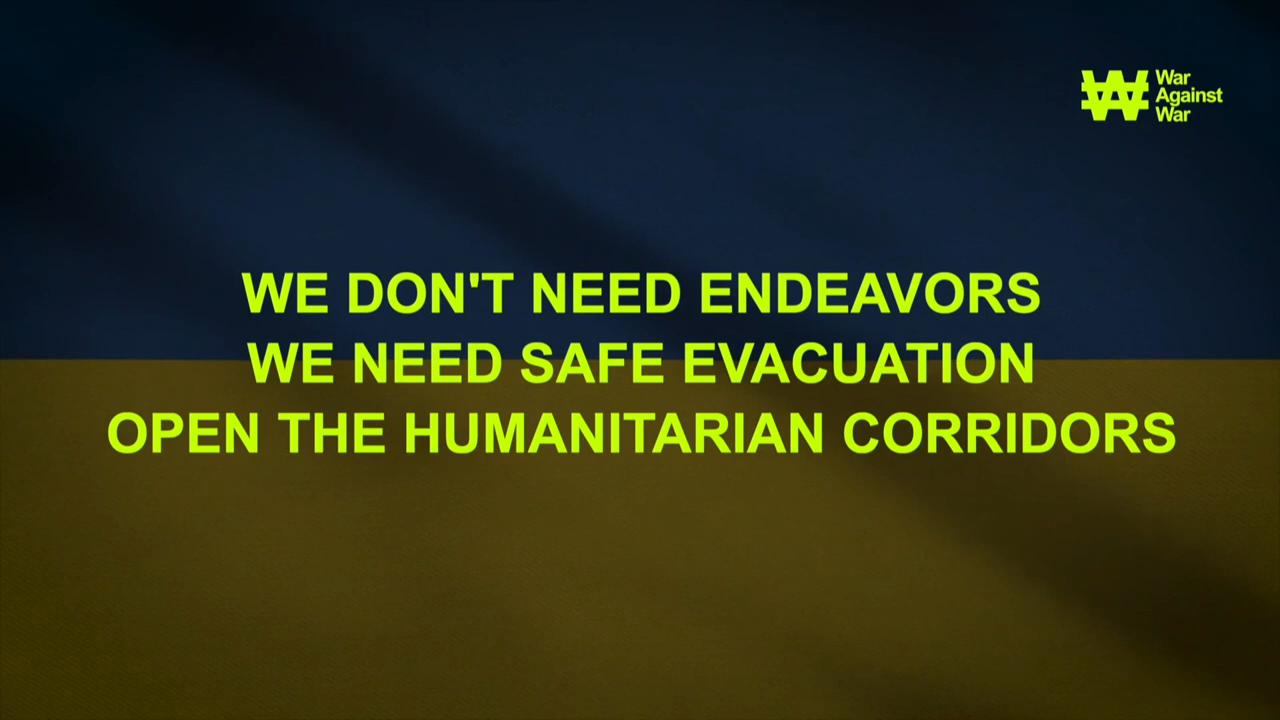 War
Against
War
WE DON'T NEED ENDEAVORS
WE NEED SAFE EVACUATION
OPEN THE HUMANITARIAN CORRIDORS